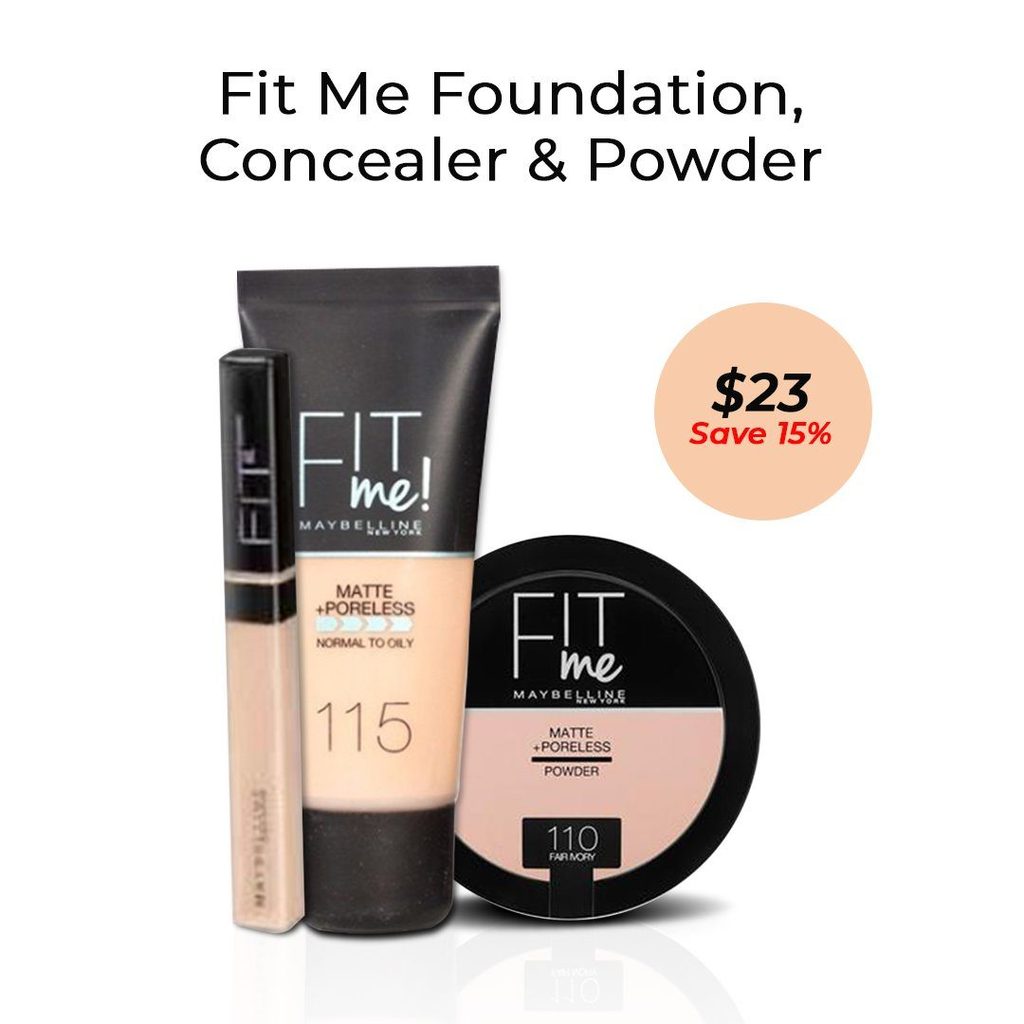 Fit Me Foundation,
Concealer & Powder
$23
Save 15%
FIT
FIT
me!
MAYBELLINE
NEW YORK
MATTE
+PORELESS
NORMAL TO OILY
115
FIT
me
MAYBELLINE
NEW YORK
MATTE
+PORELESS
POWDER
110
FAIR IVORY